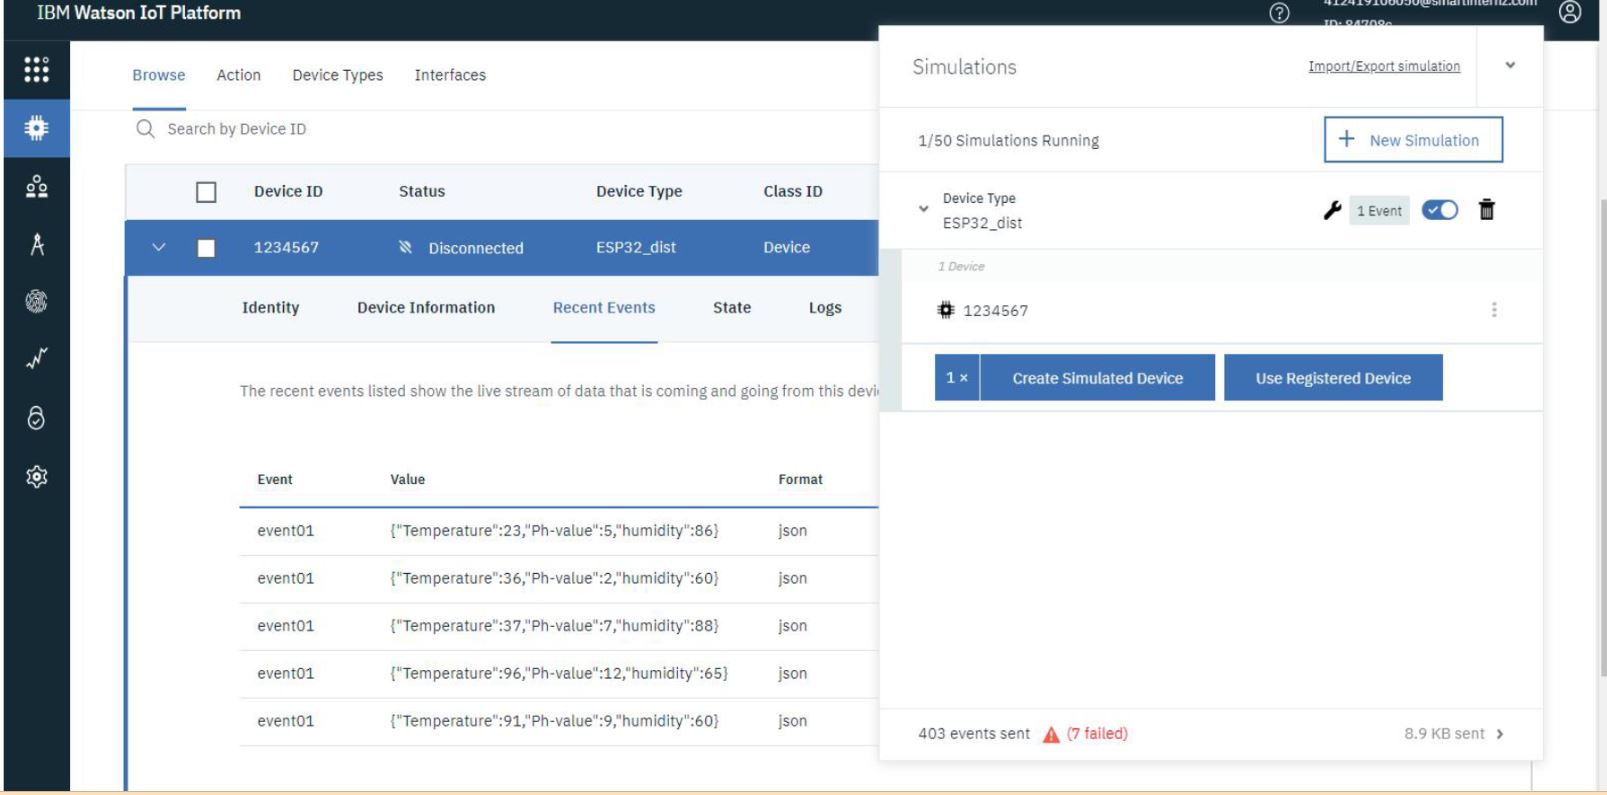 IBM Watson IoT Platform
412419106050@smartinternz.com
ID: 84708c
Browse Action Device Types Interfaces
Search by Device ID
Device ID Status Device Type Class ID
1234567 Disconnected ESP32_dist Device
Identity Device Information Recent Events State Logs
The recent events listed show the live stream of data that is coming and going from this devi
Event Value Format
event01 {"Temperature":23,"Ph-value":5,"humidity":86} json
event01 {"Temperature":36,"Ph-value":2,"humidity":60} json
event01 {"Temperature":37,"Ph-value":7,"humidity":88} json
event01 {"Temperature":96,"Ph-value":12,"humidity":65} json
event01 {"Temperature":91,"Ph-value":9,"humidity":60} json
Simulations Import/Export simulation
1/50 Simulations Running + New Simulation
Device Type
ESP32_dist
1 Event
1 Device
1234567
1 × Create Simulated Device Use Registered Device
403 events sent (7 failed) 8.9 KB sent